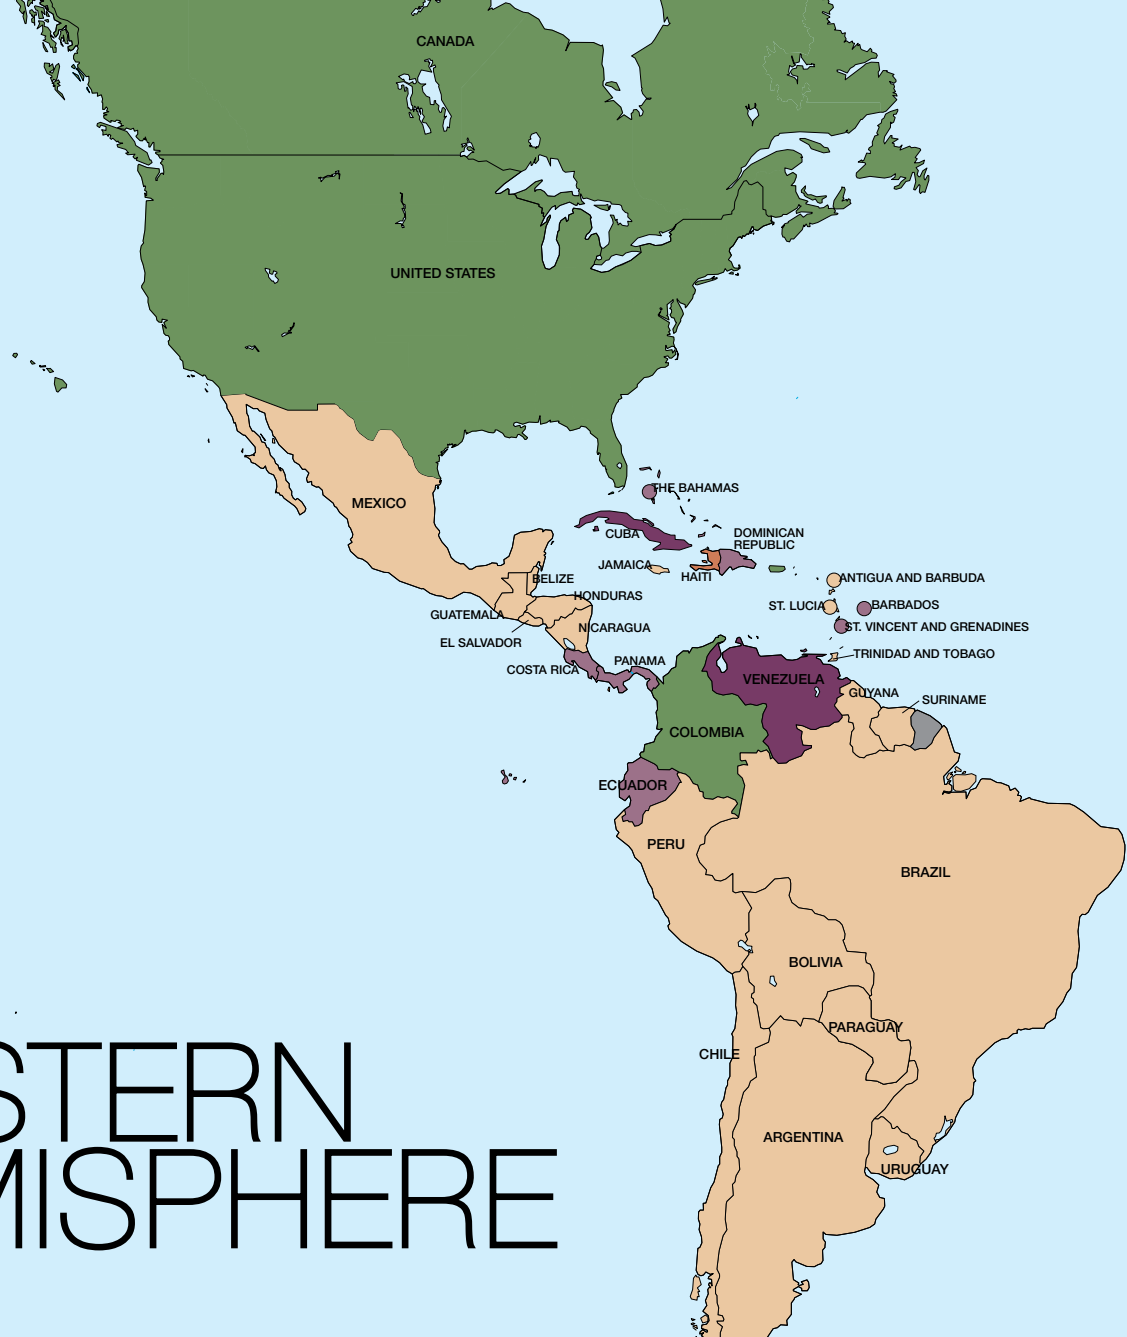 CANADA
UNITED STATES
MEXICO
THE BAHAMAS
CUBA
DOMINICAN
REPUBLIC
JAMAICA
HAITI
BELIZE
ANTIGUA AND BARBUDA
HONDURAS
ST. LUCIA
BARBADOS
GUATEMALA
NICARAGUA
ST. VINCENT AND GRENADINES
EL SALVADOR
TRINIDAD AND TOBAGO
PANAMA
COSTA RICA
VENEZUELA
GUYANA
SURINAME
COLOMBIA
ECUADOR
PERU
BRAZIL
BOLIVIA
PARAGUAY
CHILE
ARGENTINA
URUGUAY
STERN
MISPHERE